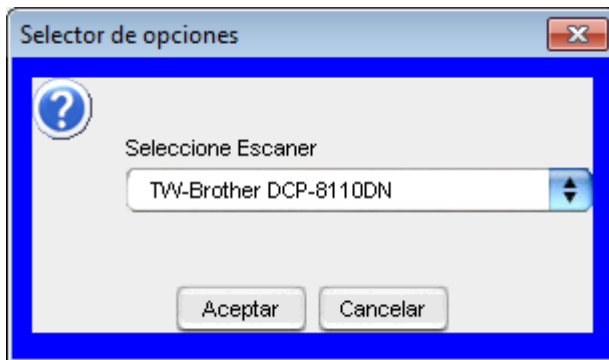 Selector de opciones
Seleccione Escaner
TW-Brother DCP-8110DN
Aceptar
Cancelar